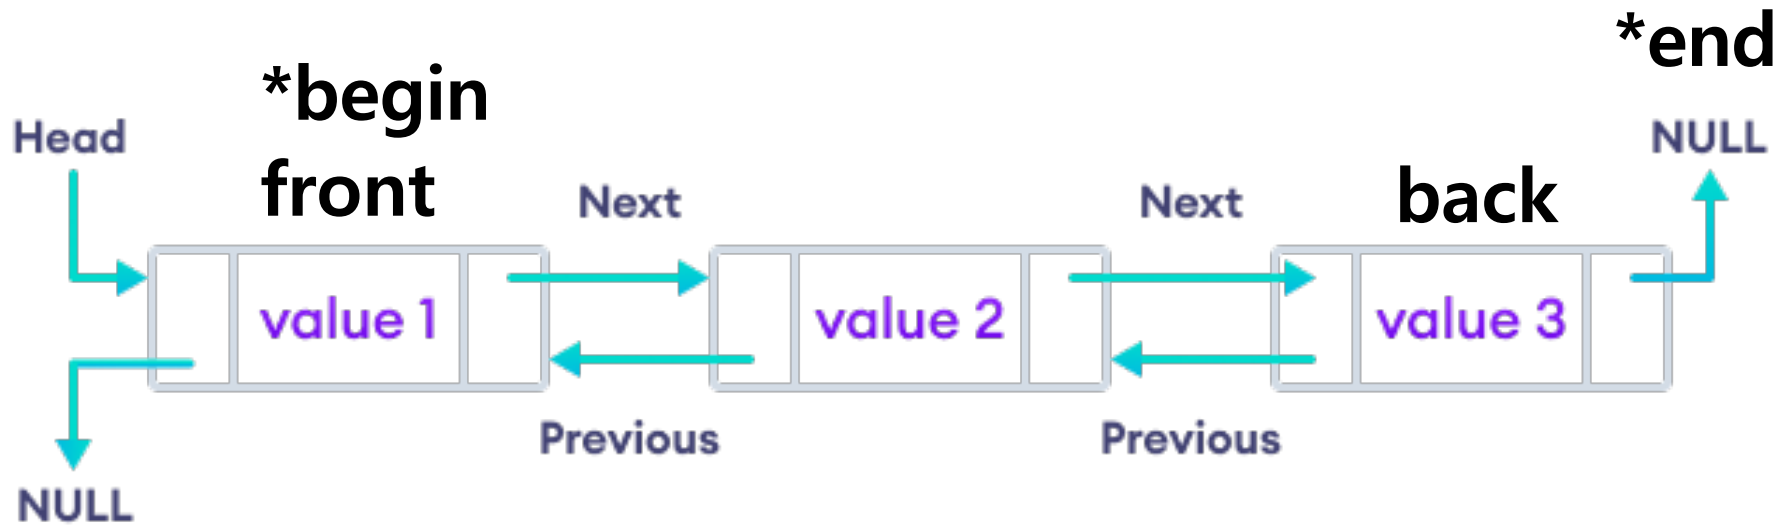 *end
*begin
Head
NULL
front
back
Next
Next
value 1
value 2
value 3
Previous
Previous
NULL